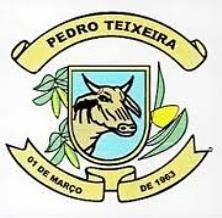 PEDRO TEIXEIRA
01 DE MARÇO
DE 1963